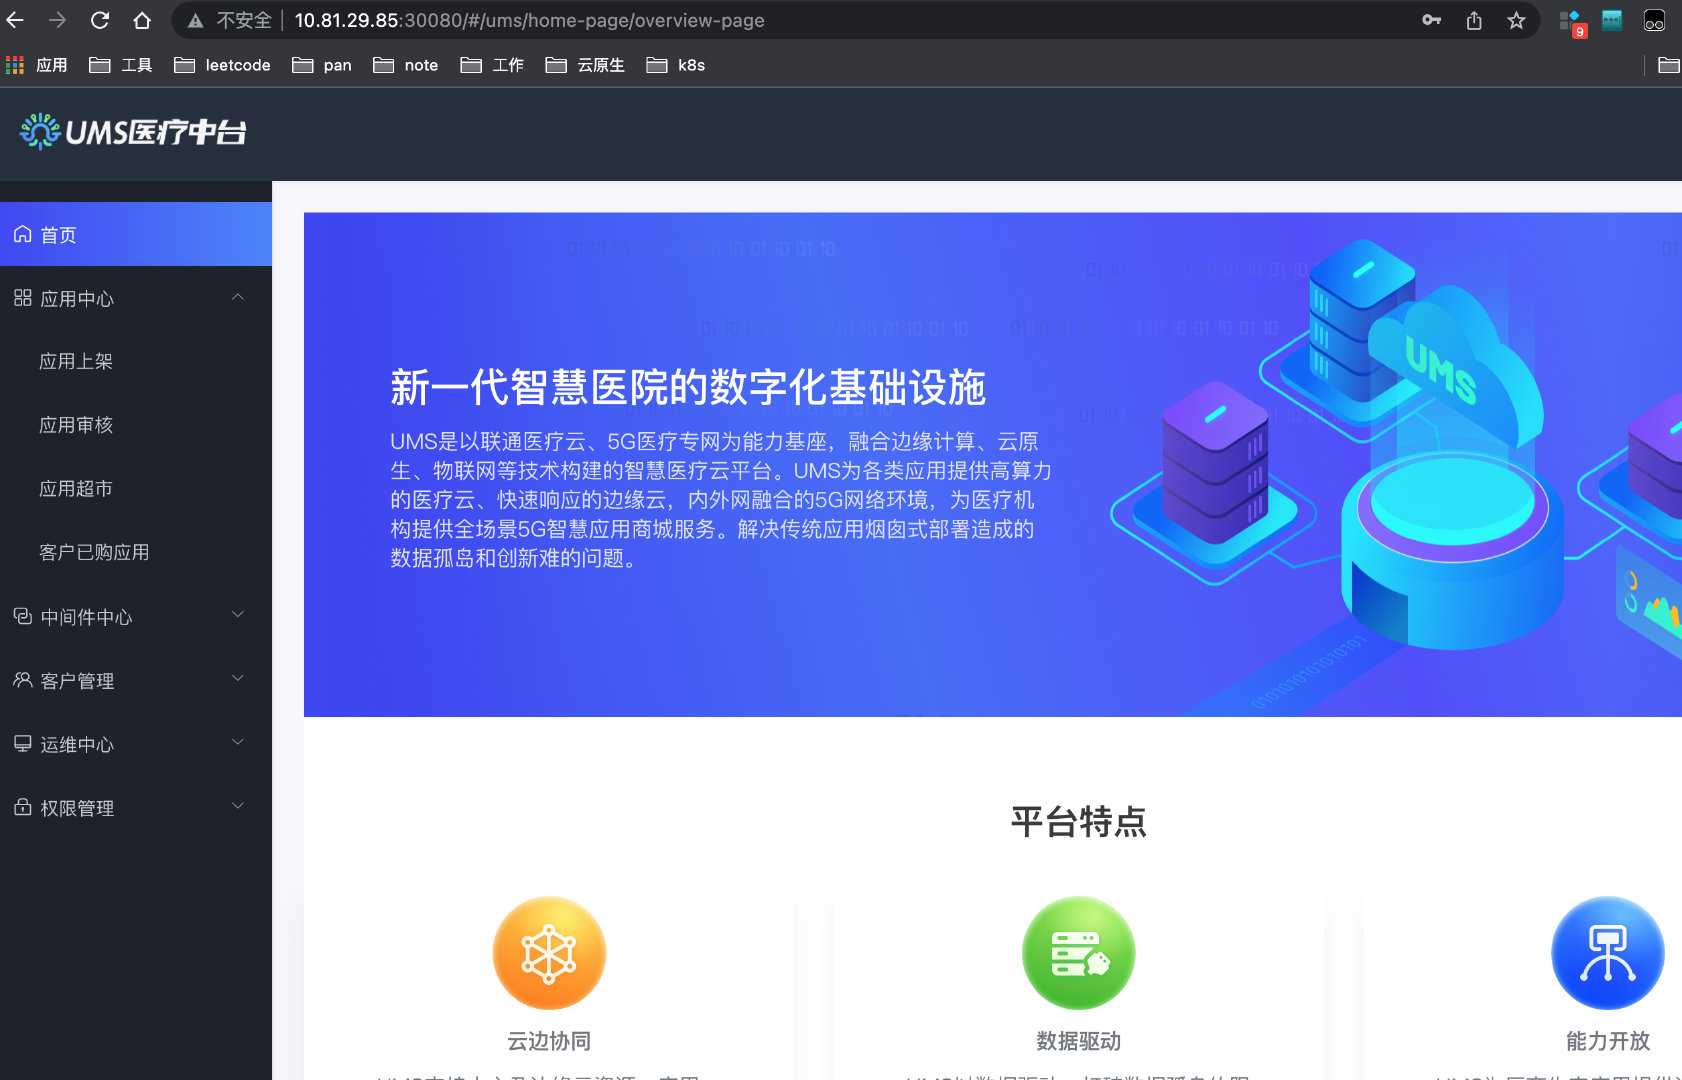 不安全 10.81.29.85:30080/#/ums/home-page/overview-page
9
应用 工具 leetcode pan note 工作 云原生 k8s
UMS医疗中台
首页
应用中心
应用上架
应用审核
应用超市
客户已购应用
中间件中心
客户管理
运维中心
权限管理
新一代智慧医院的数字化基础设施
UMS是以联通医疗云、5G医疗专网为能力基座，融合边缘计算、云原
生、物联网等技术构建的智慧医疗云平台。UMS为各类应用提供高算力
的医疗云、快速响应的边缘云，内外网融合的5G网络环境，为医疗机
构提供全场景5G智慧应用商城服务。解决传统应用烟囱式部署造成的
数据孤岛和创新难的问题。
UMS
平台特点
云边协同
数据驱动
能力开放